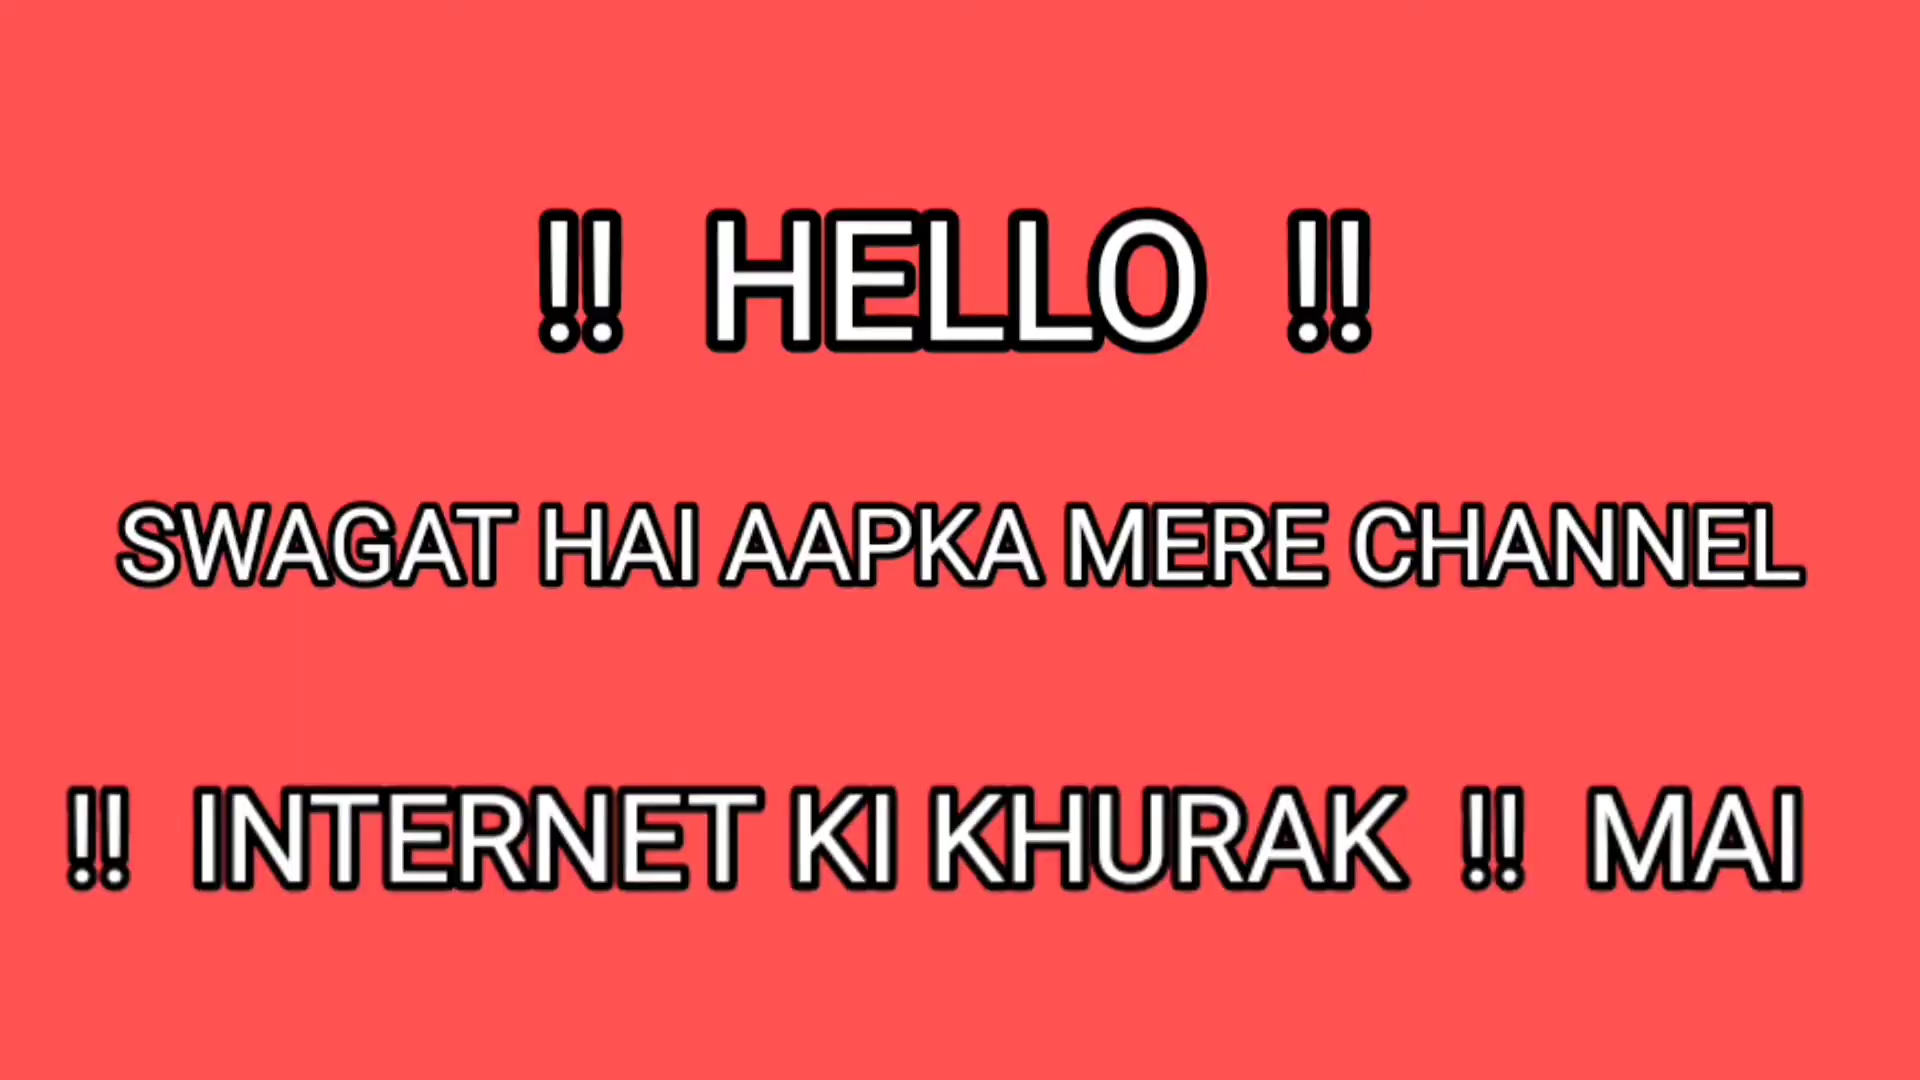 !! HELLO !!
SWAGAT HAI AAPKA MERE CHANNEL
!! INTERNET KI KHURAK !! MAI